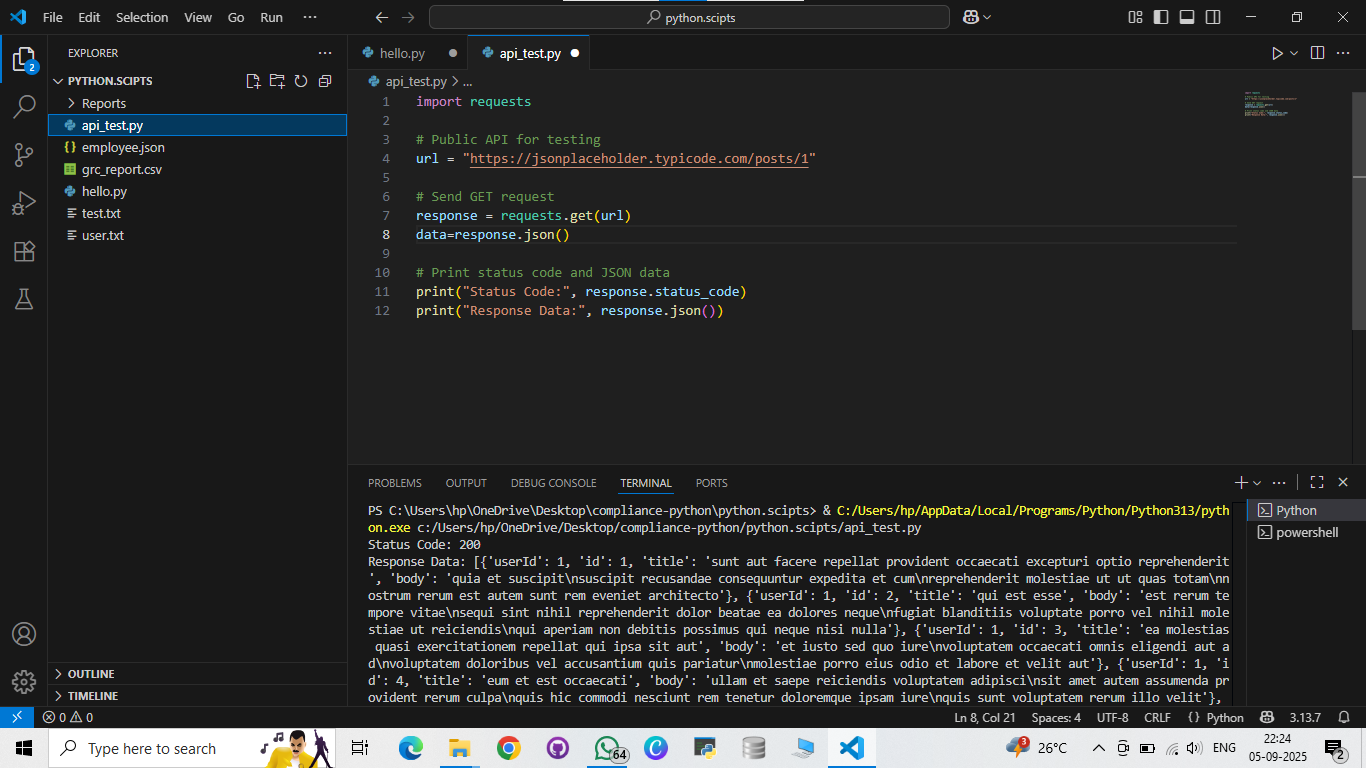 File Edit Selection View Go Run ···
python.scipts
EXPLORER
PYTHON.SCIPTS
Reports
api_test.py
employee.json
grc_report.csv
hello.py
test.txt
user.txt
OUTLINE
TIMELINE
2
hello.py
api_test.py
api_test.py > ...
1 import requests
2
3 # Public API for testing
4 url = "https://jsonplaceholder.typicode.com/posts/1"
5
6 # Send GET request
7 response = requests.get(url)
8 data=response.json()
9
10 # Print status code and JSON data
11 print("Status Code:", response.status_code)
12 print("Response Data:", response.json())
PROBLEMS OUTPUT DEBUG CONSOLE TERMINAL PORTS
PS C:\Users\hp\OneDrive\Desktop\compliance-python\python.scipts> & C:/Users/hp/AppData/Local/Programs/Python/Python313/pyth
on.exe c:/Users/hp/OneDrive/Desktop/compliance-python/python.scipts/api_test.py
Status Code: 200
Response Data: [{'userId': 1, 'id': 1, 'title': 'sunt aut facere repellat provident occaecati excepturi optio reprehenderit
', 'body': 'quia et suscipit\nsuscipit recusandae consequuntur expedita et cum\nreprehenderit molestiae ut ut quas totam\nn
ostrum rerum est autem sunt rem eveniet architecto'}, {'userId': 1, 'id': 2, 'title': 'qui est esse', 'body': 'est rerum te
mpore vitae\nsequi sint nihil reprehenderit dolor beatae ea dolores neque\nfugiat blanditiis voluptate porro vel nihil mole
stiae ut reiciendis\nqui aperiam non debitis possimus qui neque nisi nulla'}, {'userId': 1, 'id': 3, 'title': 'ea molestias
 quasi exercitationem repellat qui ipsa sit aut', 'body': 'et iusto sed quo iure\nvoluptatem occaecati omnis eligendi aut a
d\nvoluptatem doloribus vel accusantium quis pariatur\nmolestiae porro eius odio et labore et velit aut'}, {'userId': 1, 'i
d': 4, 'title': 'eum et est occaecati', 'body': 'ullam et saepe reiciendis voluptatem adipisci\nsit amet autem assumenda pr
ovident rerum culpa\nquis hic commodi nesciunt rem tenetur doloremque ipsam iure\nquis sunt voluptatem rerum illo velit'},
Python
powershell
0 0
Ln 8, Col 21 Spaces: 4 UTF-8 CRLF {} Python 3.13.7
Type here to search
64
3
26°C
ENG
22:24
05-09-2025
2